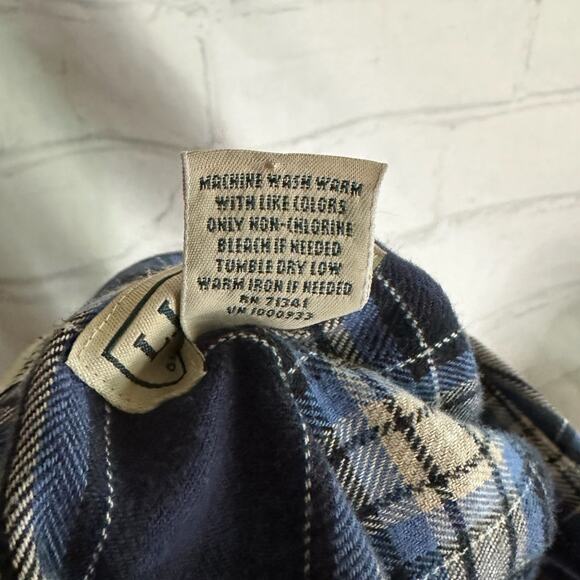 MACHINE WASH WARM
WITH LIKE COLORS
ONLY NON-CHLORINE
BLEACH IF NEEDED
TUMBLE DRY LOW
WARM IRON IF NEEDED
RN 71341
VN 1000933